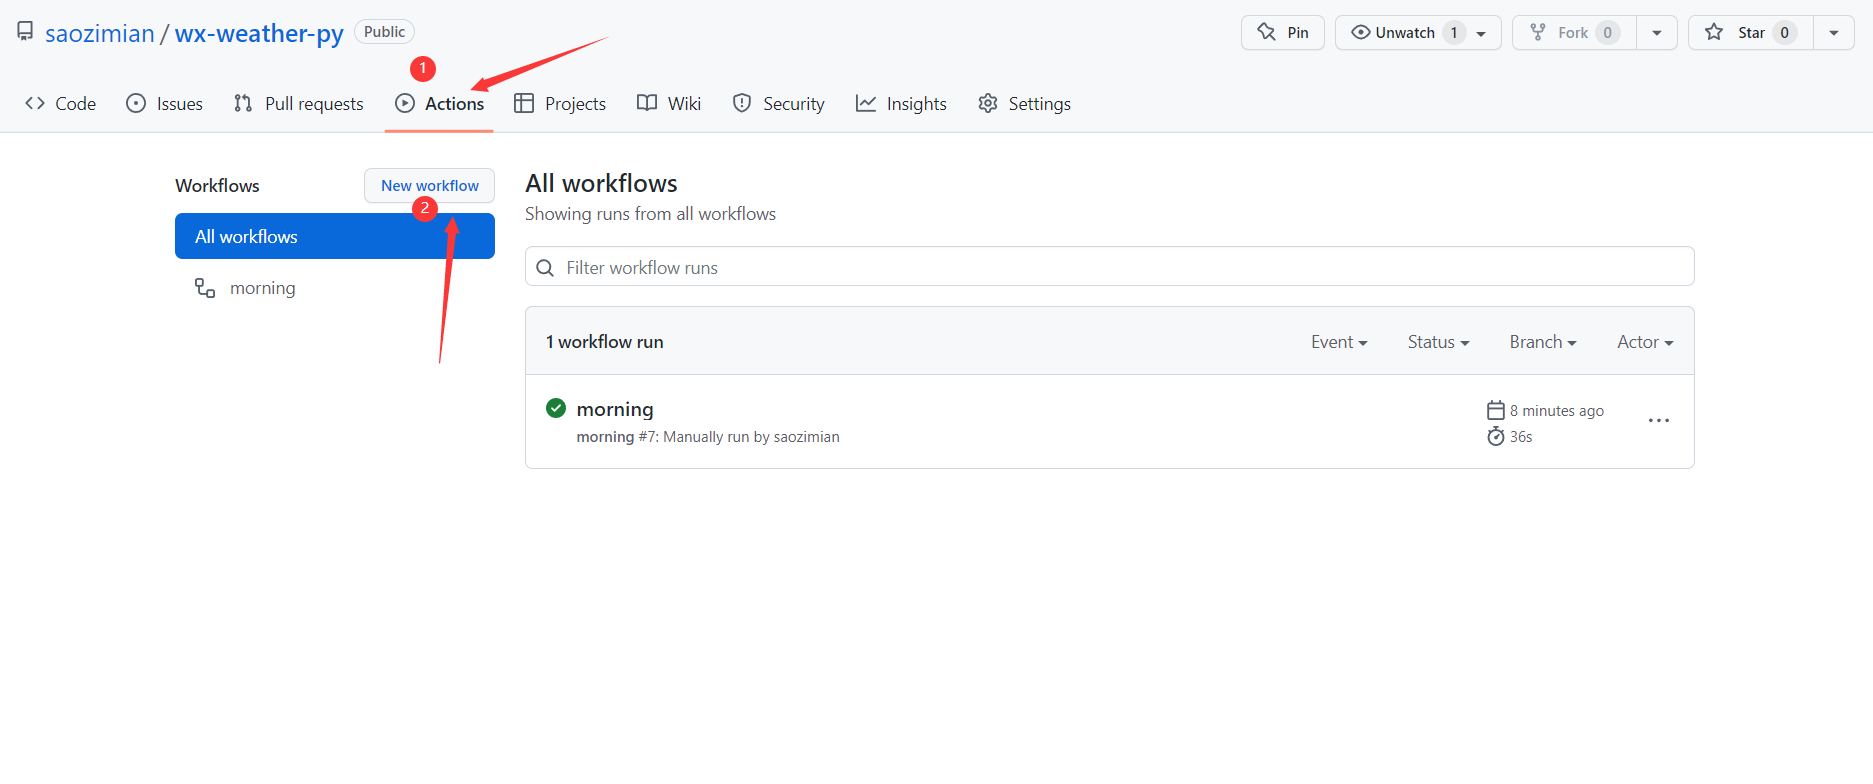 saozimian / wx-weather-py Public
Pin Unwatch 1 Fork 0 Star 0
1
Code Issues Pull requests Actions Projects Wiki Security Insights Settings
Workflows New workflow
2
All workflows
morning
All workflows
Showing runs from all workflows
Filter workflow runs
1 workflow run Event Status Branch Actor
morning 8 minutes ago
morning #7: Manually run by saozimian 36s